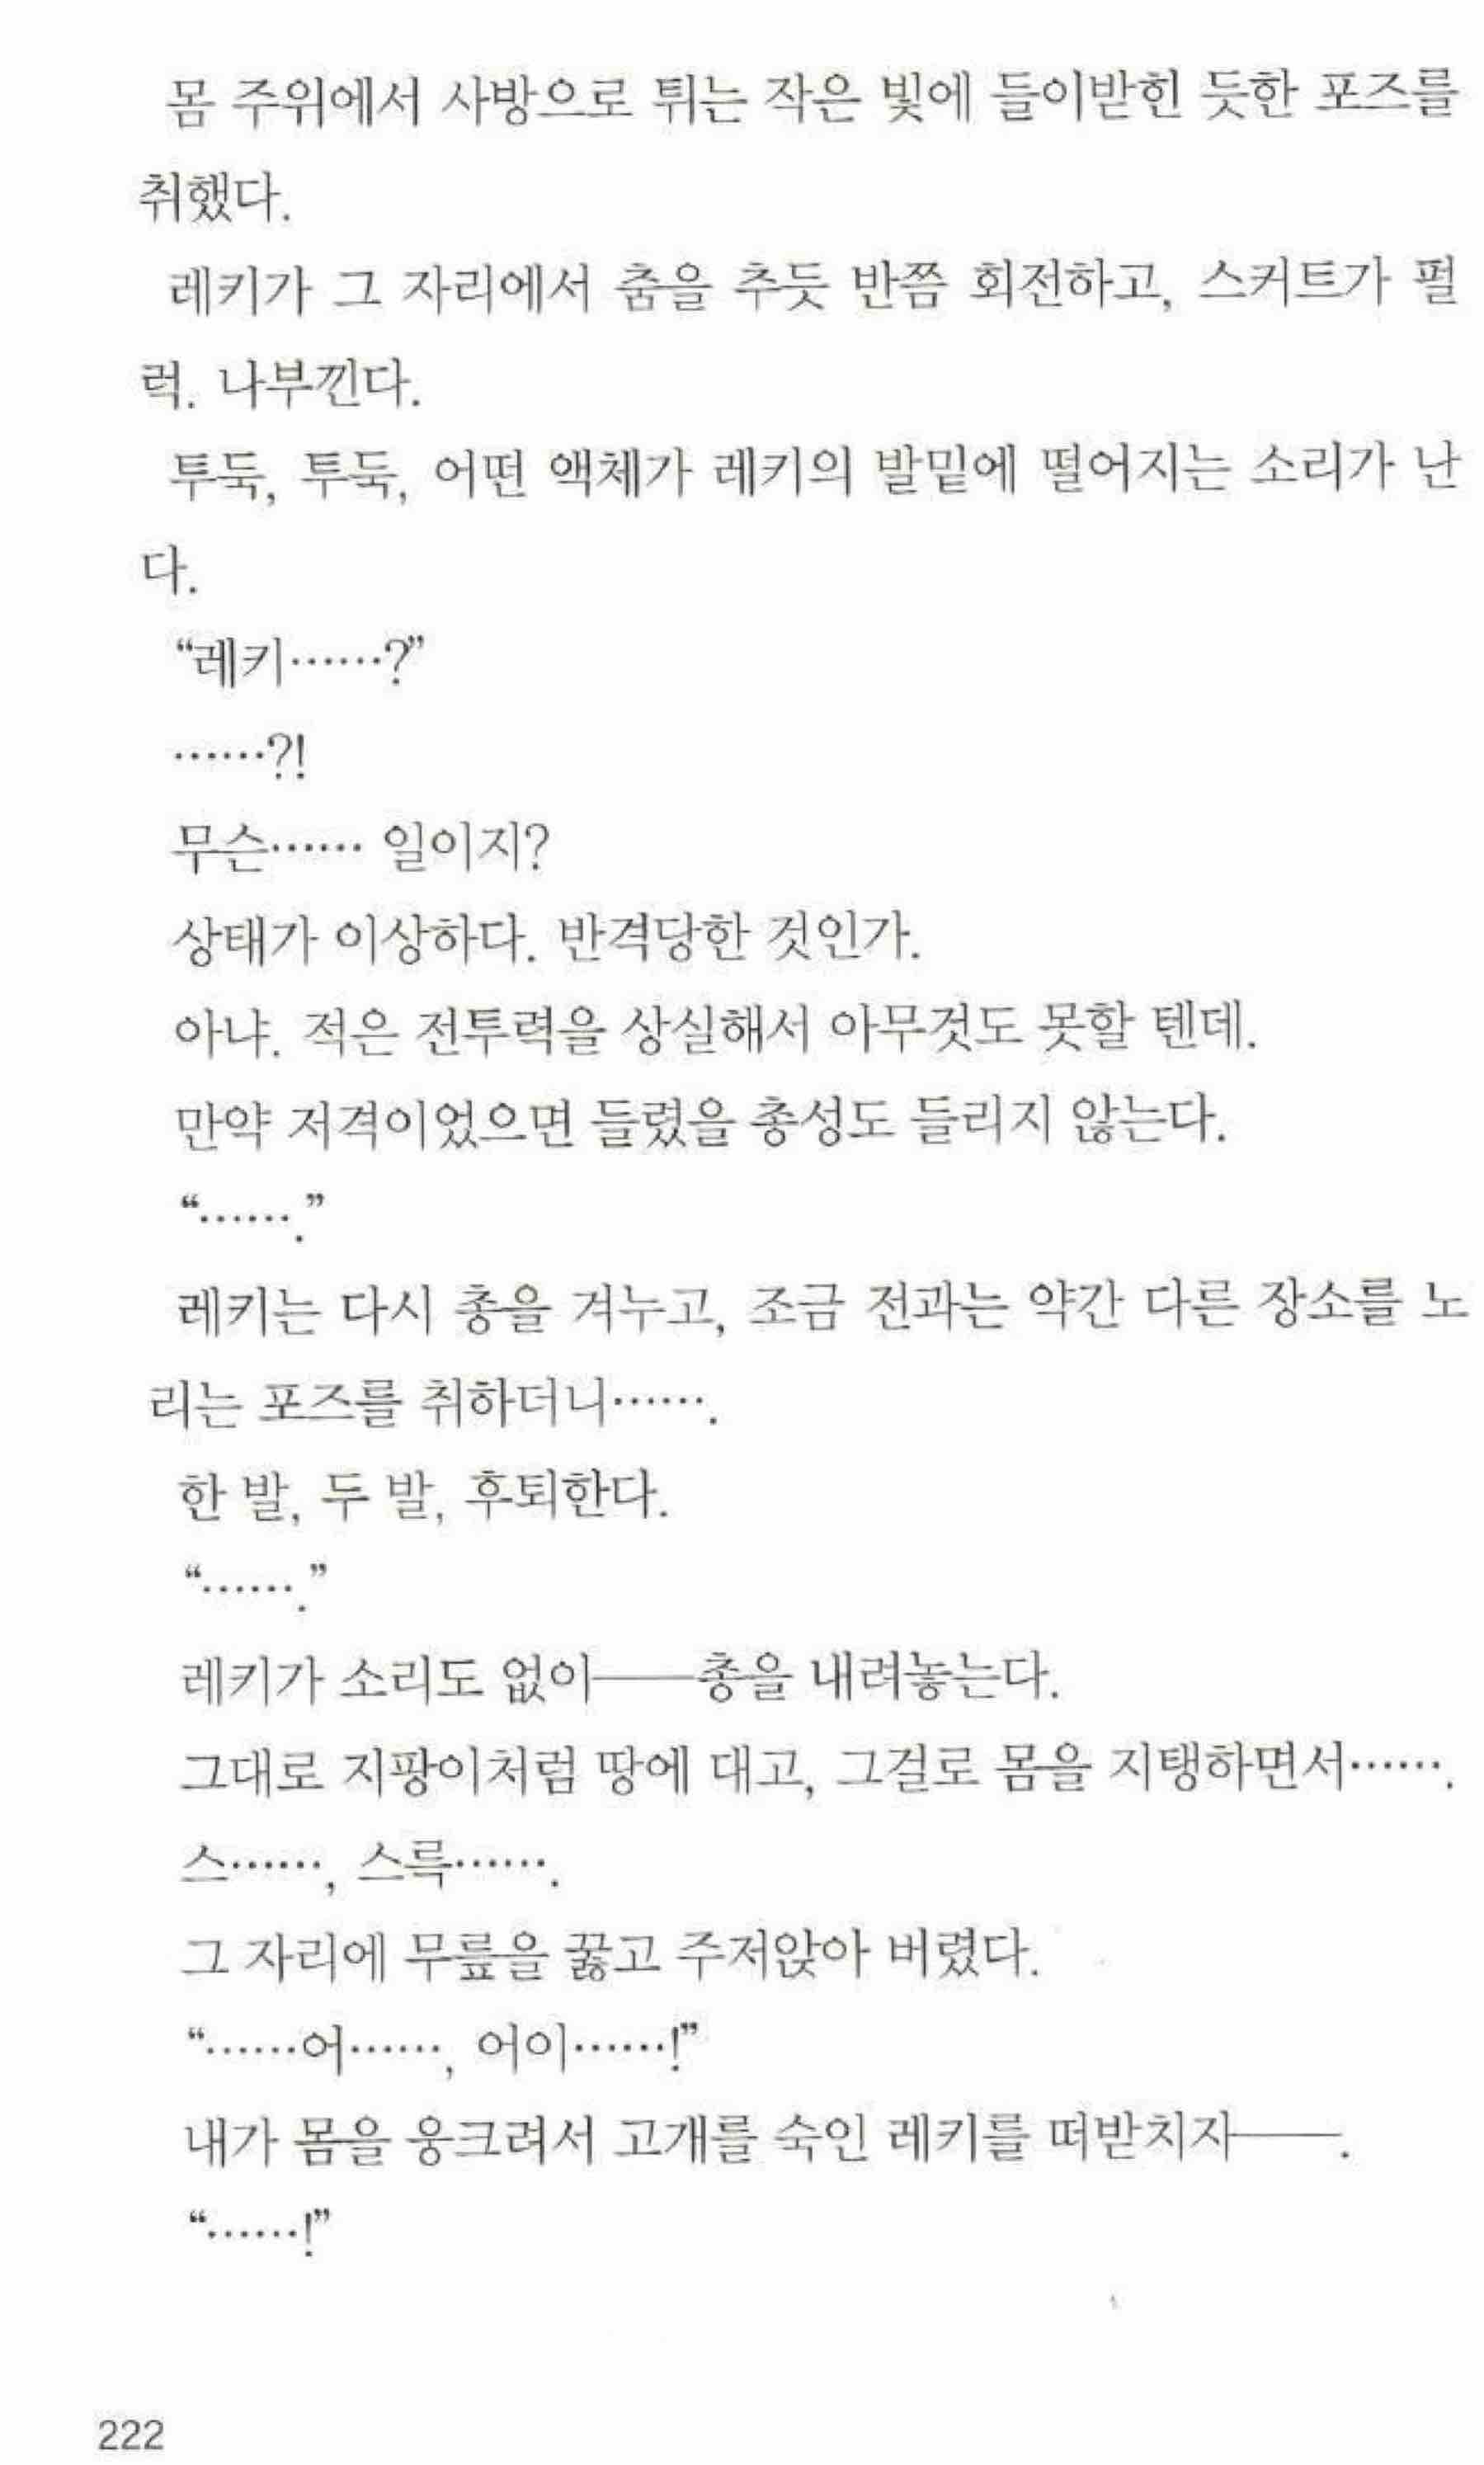 몸 주위에서 사방으로 튀는 작은 빛에 들이받힌 듯한 포즈를
취했다.
레키가 그 자리에서 춤을 추듯 반쯤 회전하고, 스커트가 펄
럭. 나부낀다.
투둑, 투둑, 어떤 액체가 레키의 발밑에 떨어지는 소리가 난
다.
“레키……?”
……?!
무슨…… 일이지?
상태가 이상하다. 반격당한 것인가.
아냐. 적은 전투력을 상실해서 아무것도 못할 텐데.
만약 저격이었으면 들렸을 총성도 들리지 않는다.
“…….”
레키는 다시 총을 겨누고, 조금 전과는 약간 다른 장소를 노
리는 포즈를 취하더니…….
한 발, 두 발, 후퇴한다.
“…….”
레키가 소리도 없이──총을 내려놓는다.
그대로 지팡이처럼 땅에 대고, 그걸로 몸을 지탱하면서…….
스……, 스륵…….
그 자리에 무릎을 꿇고 주저앉아 버렸다.
“……어……, 어이……!”
내가 몸을 웅크려서 고개를 숙인 레키를 떠받치자──.
“……!”
222